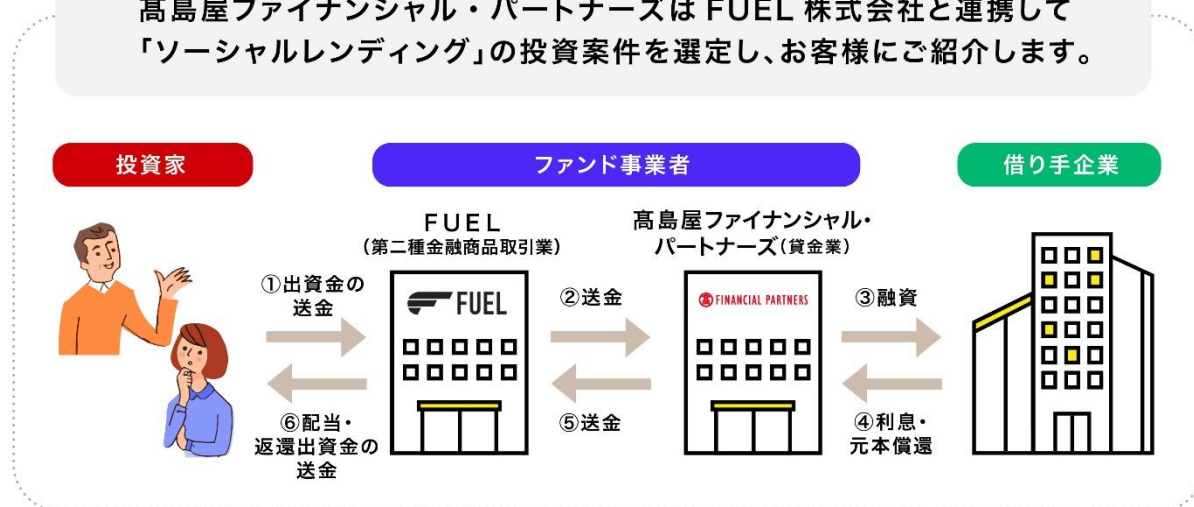 髙島屋ファイナンシャル・パートナーズは FUEL 株式会社と連携して
「ソーシャルレンディング」の投資案件を選定し、お客様にご紹介します。
投資家
ファンド事業者
借り手企業
FUEL
（第二種金融商品取引業）
髙島屋ファイナンシャル・
パートナーズ（貸金業）
①出資金の
送金
FUEL
②送金
髙 FINANCIAL PARTNERS
③融資
⑥配当・
返還出資金の
送金
⑤送金
④利息・
元本償還